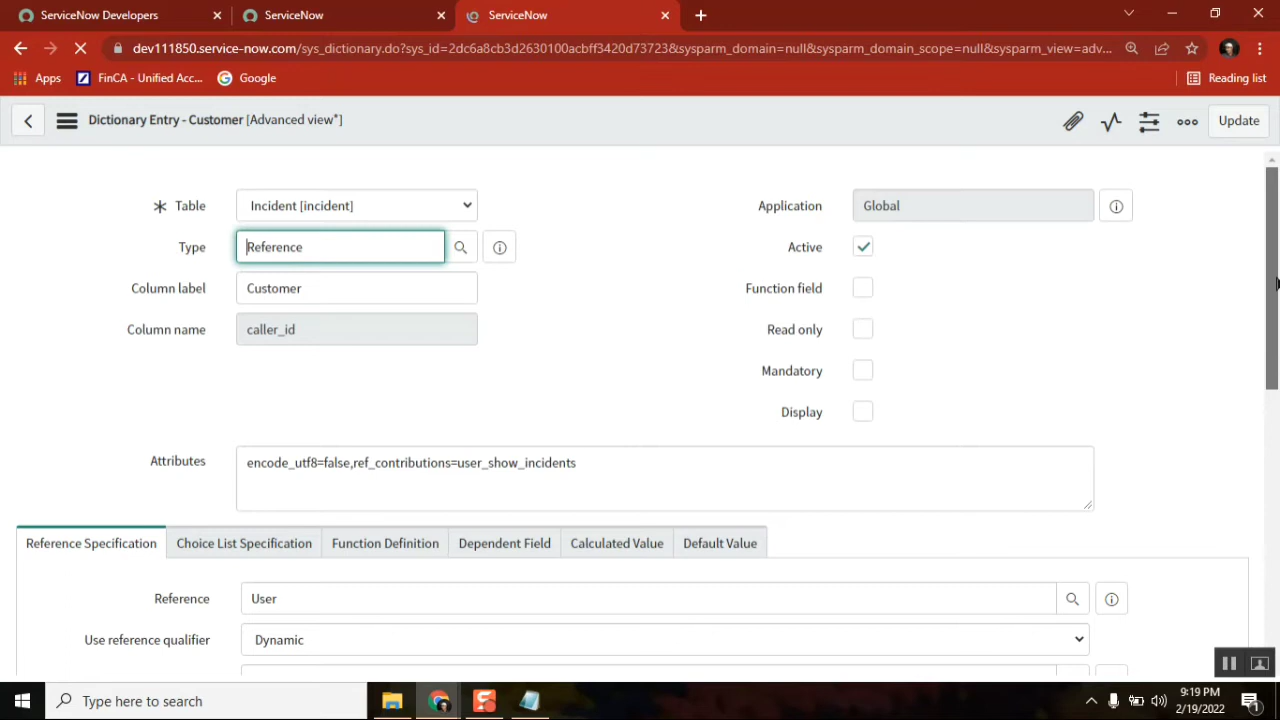 ServiceNow Developers
ServiceNow
ServiceNow
dev111850.service-now.com/sys_dictionary.do?sys_id=2dc6a8cb3d2630100acbff3420d73723&sysparm_domain=null&sysparm_domain_scope=null&sysparm_view=adv...
Apps
FinCA - Unified Acc...
Google
Reading list
Dictionary Entry - Customer [Advanced view*]
Update
Table
Incident [incident]
Application
Global
Type
Reference
Active
Column label
Customer
Function field
Column name
caller_id
Read only
Mandatory
Display
Attributes
encode_utf8=false,ref_contributions=user_show_incidents
Reference Specification
Choice List Specification
Function Definition
Dependent Field
Calculated Value
Default Value
Reference
User
Use reference qualifier
Dynamic
Type here to search
9:19 PM
2/19/2022
1